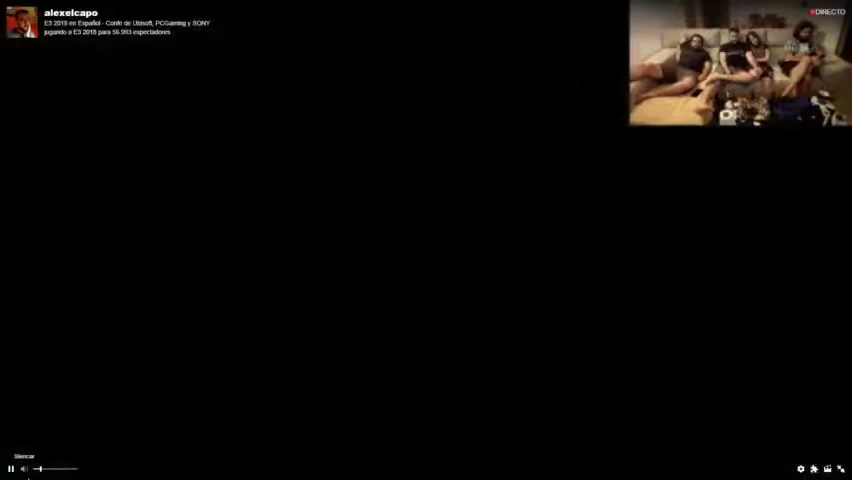 alexelcapo
DIRECTO
E3 2018 en Español - Confe de Ubisoft, PCGaming y SONY
jugando a E3 2018 para 56.993 espectadores
Silenciar